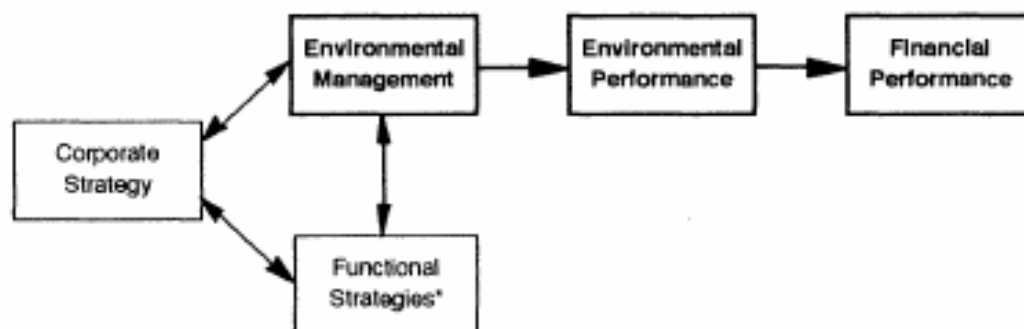 Environmental
Management
Environmental
Performance
Financial
Performance
Corporate
Strategy
Functional
Strategies*